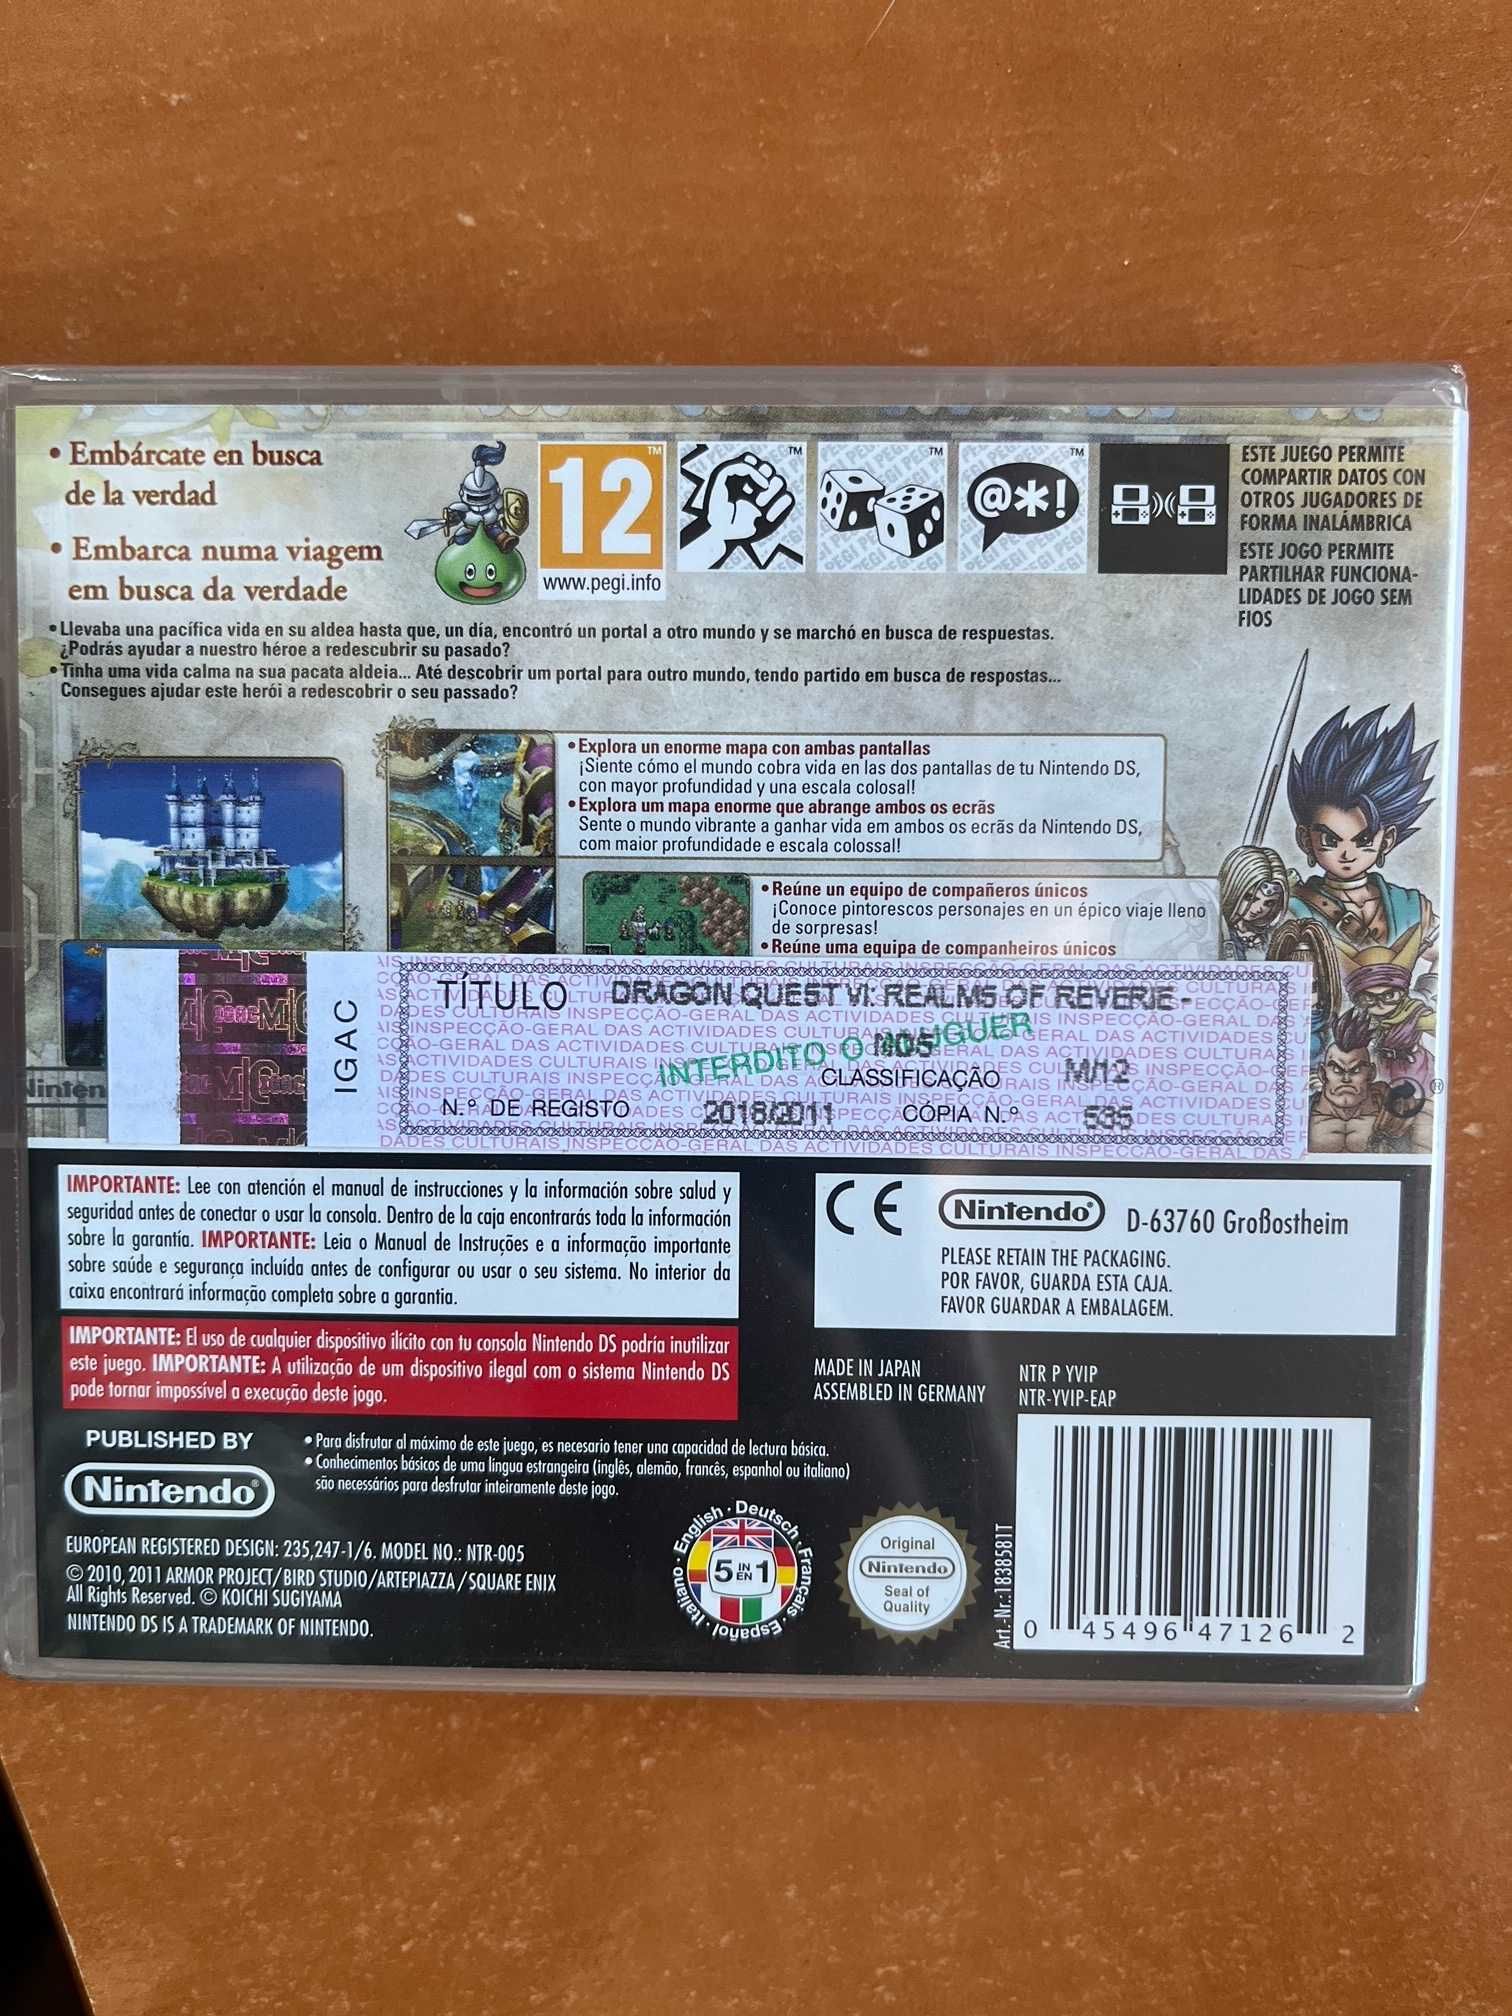 • Embárcate en busca
de la verdad
• Embarca numa viagem
em busca da verdade
12
www.pegi.info
@*!
ESTE JUEGO PERMITE
COMPARTIR DATOS CON
OTROS JUGADORES DE
FORMA INALÁMBRICA
ESTE JOGO PERMITE
PARTILHAR FUNCIONA-
LIDADES DE JOGO SEM
FIOS
• Llevaba una pacífica vida en su aldea hasta que, un día, encontró un portal a otro mundo y se marchó en busca de respuestas.
¿Podrás ayudar a nuestro héroe a redescubrir su pasado?
• Tinha uma vida calma na sua pacata aldeia... Até descobrir um portal para outro mundo, tendo partido em busca de respostas...
Consegues ajudar este herói a redescobrir o seu passado?
• Explora un enorme mapa con ambas pantallas
¡Siente cómo el mundo cobra vida en las dos pantallas de tu Nintendo DS,
con mayor profundidad y una escala colosal!
• Explora um mapa enorme que abrange ambos os ecrãs
Sente o mundo vibrante a ganhar vida em ambos os ecrãs da Nintendo DS,
com maior profundidade e escala colossal!
• Reúne un equipo de compañeros únicos
¡Conoce pintorescos personajes en un épico viaje lleno
de sorpresas!
• Reúne uma equipa de companheiros únicos
IGAC
TÍTULO DRAGON QUEST VI: REALMS OF REVERIE -
NDS
INTERDITO O ALUGUER
CLASSIFICAÇÃO M/12
N.º DE REGISTO 2018/2011 CÓPIA N.º 535
IMPORTANTE: Lee con atención el manual de instrucciones y la información sobre salud y
seguridad antes de conectar o usar la consola. Dentro de la caja encontrarás toda la información
sobre la garantía. IMPORTANTE: Leia o Manual de Instruções e a informação importante
sobre saúde e segurança incluída antes de configurar ou usar o seu sistema. No interior da
caixa encontrará informação completa sobre a garantia.
IMPORTANTE: El uso de cualquier dispositivo ilícito con tu consola Nintendo DS podría inutilizar
este juego. IMPORTANTE: A utilização de um dispositivo ilegal com o sistema Nintendo DS
pode tornar impossível a execução deste jogo.
CE
Nintendo® D-63760 Großostheim
PLEASE RETAIN THE PACKAGING.
POR FAVOR, GUARDA ESTA CAJA.
FAVOR GUARDAR A EMBALAGEM.
MADE IN JAPAN
ASSEMBLED IN GERMANY
NTR P YVIP
NTR-YVIP-EAP
PUBLISHED BY
Nintendo®
• Para disfrutar al máximo de este juego, es necesario tener una capacidad de lectura básica.
• Conhecimentos básicos de uma língua estrangeira (inglês, alemão, francês, espanhol ou italiano)
são necessários para desfrutar inteiramente deste jogo.
EUROPEAN REGISTERED DESIGN: 235,247-1/6. MODEL NO.: NTR-005
© 2010, 2011 ARMOR PROJECT/BIRD STUDIO/ARTEPIAZZA/SQUARE ENIX
All Rights Reserved. © KOICHI SUGIYAMA
NINTENDO DS IS A TRADEMARK OF NINTENDO.
English · Deutsch · Français · Español · Italiano ·
5 IN EN 1
Original
Nintendo
Seal of
Quality
Art.-Nr.:1838581T
0 45496 47126 2